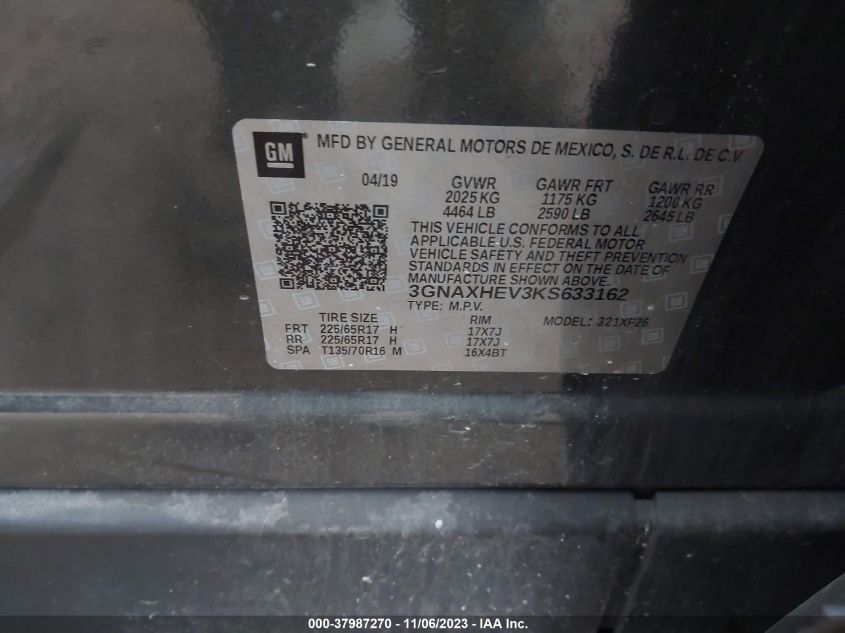 GM
MFD BY GENERAL MOTORS DE MEXICO, S. DE R.L. DE C.V.
04/19 GVWR GAWR FRT GAWR RR
2025 KG 1175 KG 1200 KG
4464 LB 2590 LB 2645 LB
THIS VEHICLE CONFORMS TO ALL
APPLICABLE U.S. FEDERAL MOTOR
VEHICLE SAFETY AND THEFT PREVENTION
STANDARDS IN EFFECT ON THE DATE OF
MANUFACTURE SHOWN ABOVE.
3GNAXHEV3KS633162
TYPE: M.P.V. MODEL: 321XP26
TIRE SIZE RIM
FRT 225/65R17 H 17X7J
RR 225/65R17 H 17X7J
SPA T135/70R16 M 16X4BT
000-37987270 - 11/06/2023 - IAAI Inc.